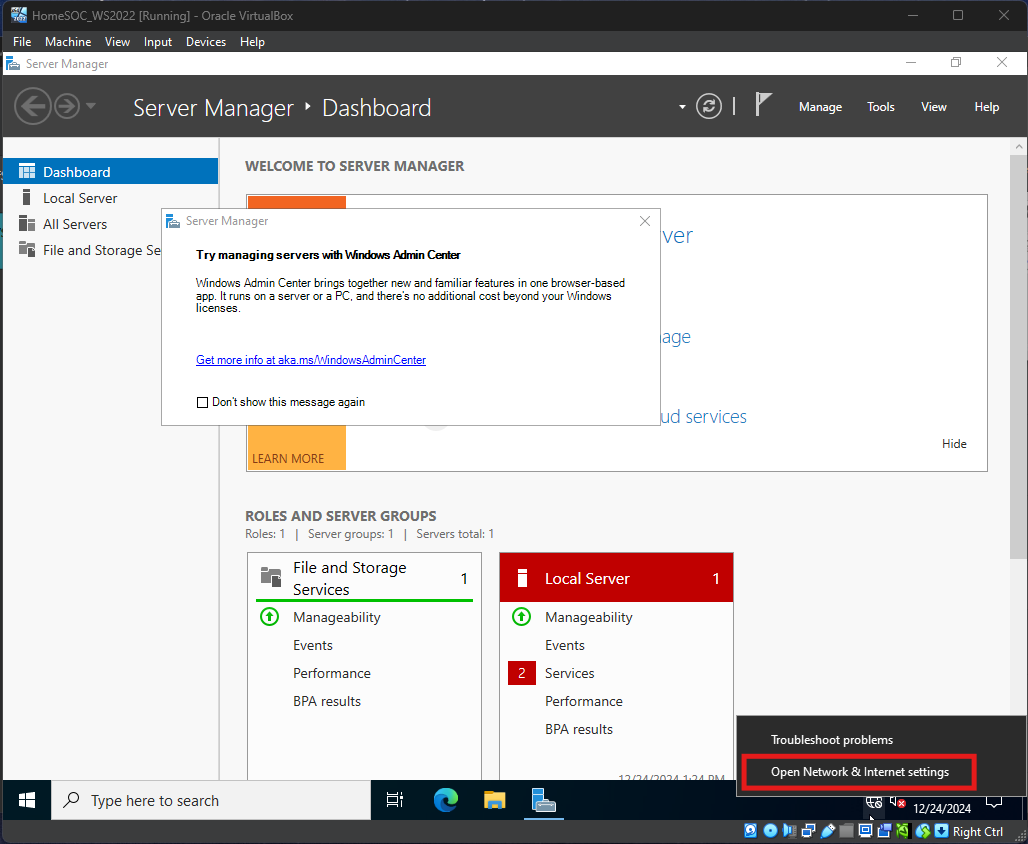 HomeSOC_WS2022 [Running] - Oracle VirtualBox
File Machine View Input Devices Help
Server Manager
Server Manager Dashboard
Manage Tools View Help
Dashboard
Local Server
All Servers
File and Storage Se
WELCOME TO SERVER MANAGER
ver
Server Manager
Try managing servers with Windows Admin Center
Windows Admin Center brings together new and familiar features in one browser-based
app. It runs on a server or a PC, and there's no additional cost beyond your Windows
licenses.
Get more info at aka.ms/WindowsAdminCenter
Don't show this message again
nage
ud services
Hide
LEARN MORE
ROLES AND SERVER GROUPS
Roles: 1 | Server groups: 1 | Servers total: 1
File and Storage
Services
1
Manageability
Events
Performance
BPA results
Local Server 1
Manageability
Events
2 Services
Performance
BPA results
12/24/2024 1:24 PM
Troubleshoot problems
Open Network & Internet settings
Type here to search
12/24/2024
Right Ctrl